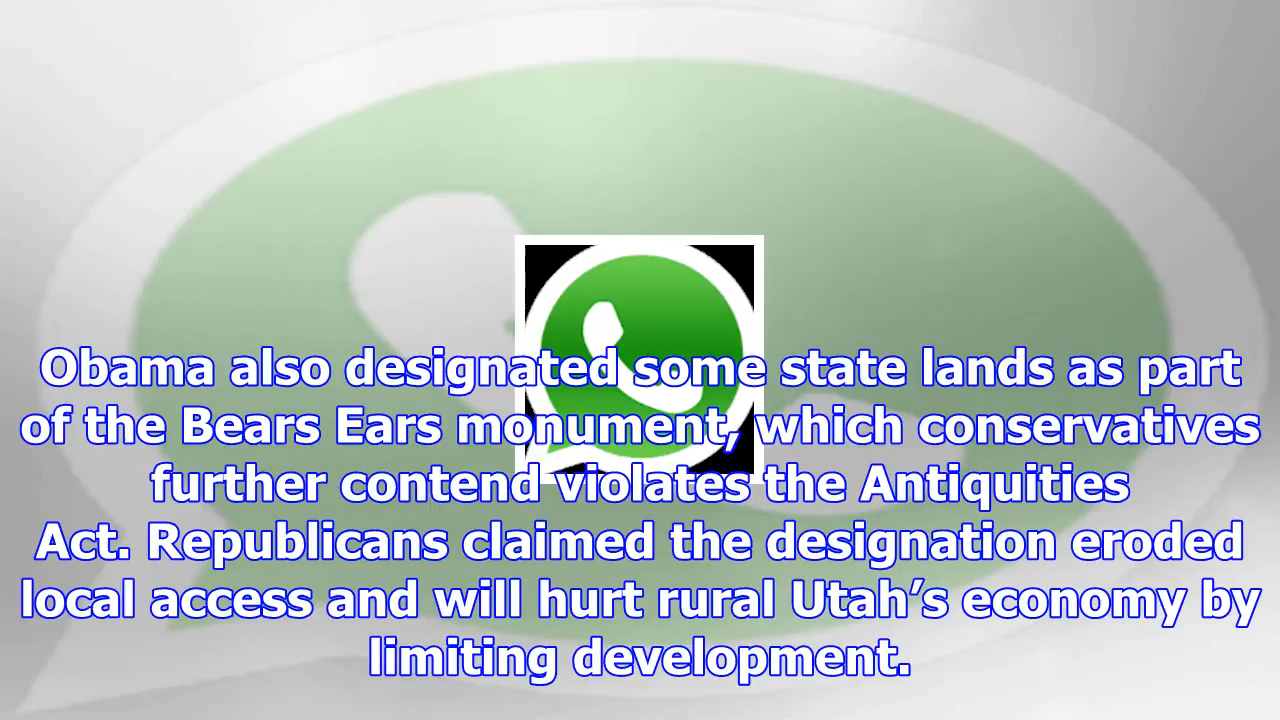 Obama also designated some state lands as part
of the Bears Ears monument, which conservatives
further contend violates the Antiquities
Act. Republicans claimed the designation eroded
local access and will hurt rural Utah’s economy by
limiting development.